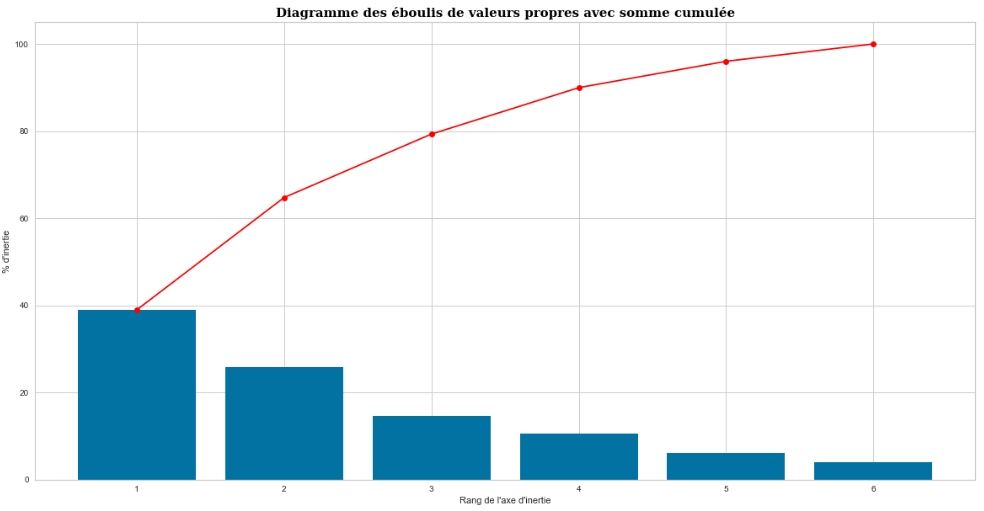 Diagramme des éboulis de valeurs propres avec somme cumulée
100
80
60
40
20
0
% d'inertie
1 2 3 4 5 6
Rang de l'axe d'inertie